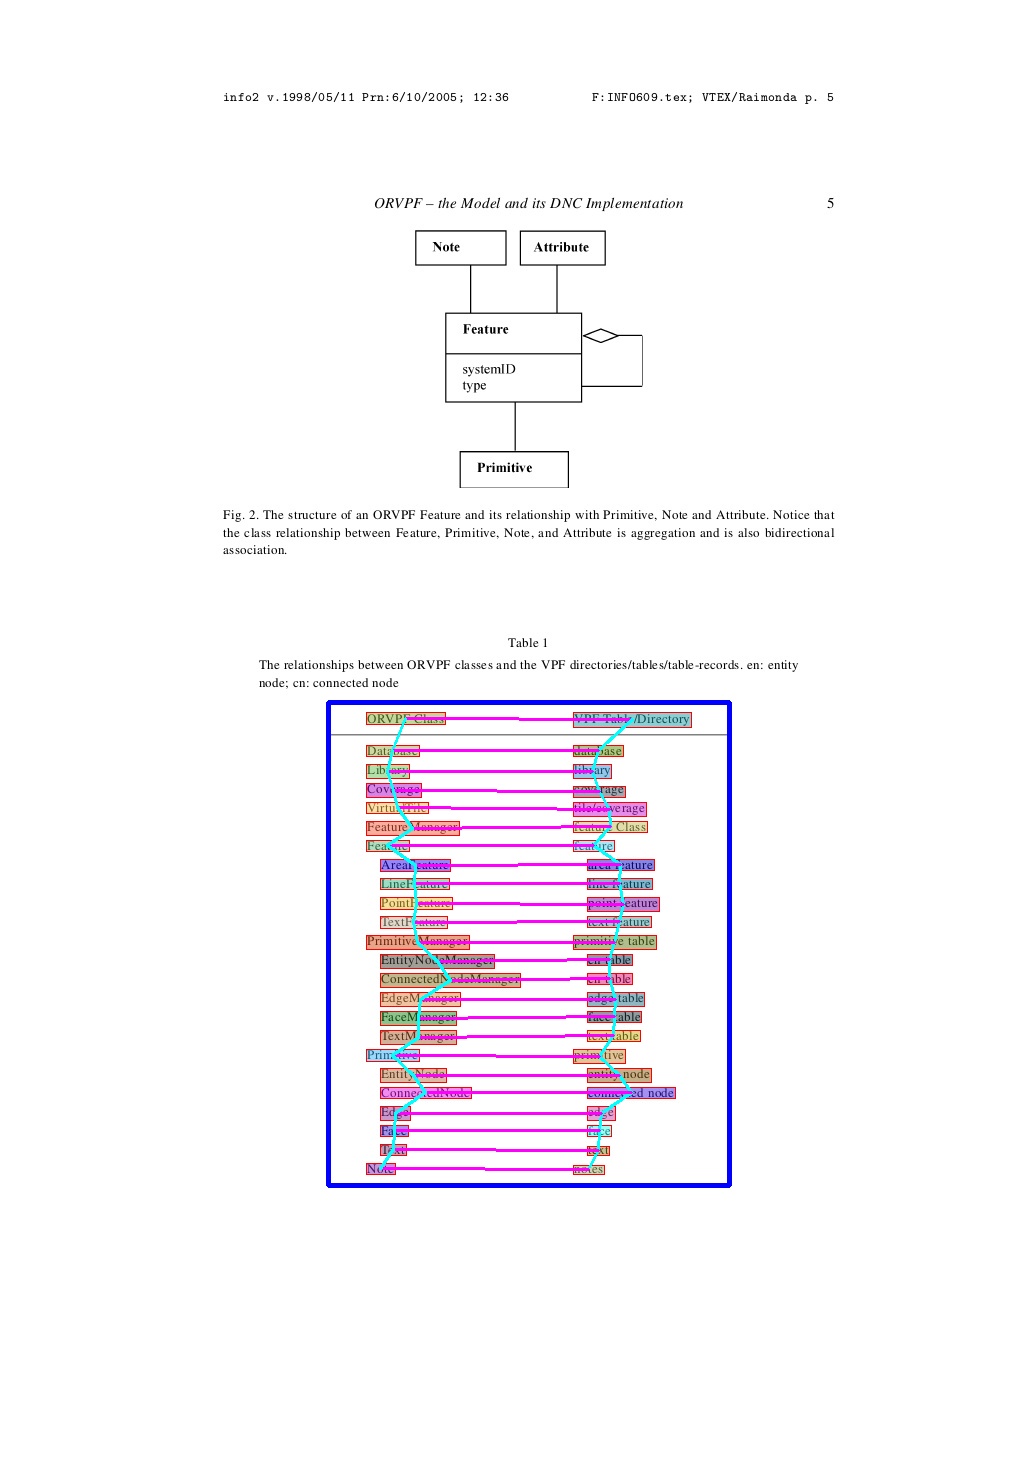 info2 v.1998/05/11 Prn:6/10/2005; 12:36 F:INFO609.tex; VTEX/Raimonda p. 5
ORVPF – the Model and its DNC Implementation 5
Note Attribute
Feature
systemID
type
Primitive
Fig. 2. The structure of an ORVPF Feature and its relationship with Primitive, Note and Attribute. Notice that
the class relationship between Feature, Primitive, Note, and Attribute is aggregation and is also bidirectional
association.
Table 1
The relationships between ORVPF classes and the VPF directories/tables/table-records. en: entity
node; cn: connected node
ORVPF Class VPF Table/Directory
Database database
Library library
Coverage coverage
VirtualTile tile/coverage
FeatureManager feature Class
Feature feature
AreaFeature area feature
LineFeature line feature
PointFeature point feature
TextFeature text feature
PrimitiveManager primitive table
EntityNodeManager en table
ConnectedNodeManager cn table
EdgeManager edge table
FaceManager face table
TextManager text table
Primitive primitive
EntityNode entity node
ConnectedNode connected node
Edge edge
Face face
Text text
Note notes